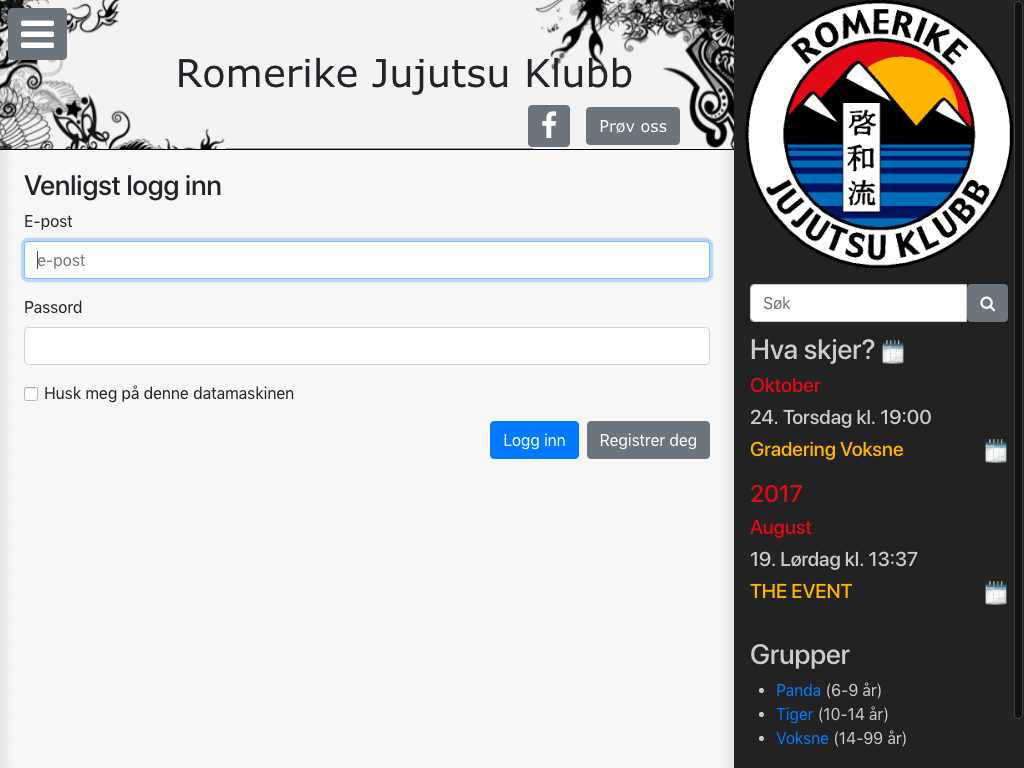 Romerike Jujutsu Klubb
Prøv oss
Venligst logg inn
E-post
e-post
Passord
Husk meg på denne datamaskinen
Logg inn
Registrer deg
ROMERIKE
啓和流
JUJUTSU KLUBB
Søk
Hva skjer?
Oktober
24. Torsdag kl. 19:00
Gradering Voksne
2017
August
19. Lørdag kl. 13:37
THE EVENT
Grupper
Panda (6-9 år)
Tiger (10-14 år)
Voksne (14-99 år)